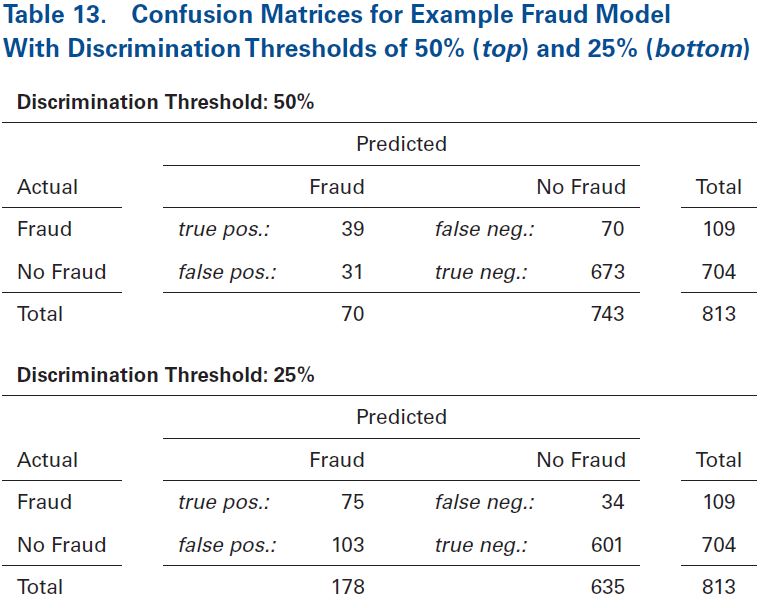 Table 13. Confusion Matrices for Example Fraud Model
With Discrimination Thresholds of 50% (top) and 25% (bottom)
Discrimination Threshold: 50%
Predicted
Actual Fraud No Fraud Total
Fraud true pos.: 39 false neg.: 70 109
No Fraud false pos.: 31 true neg.: 673 704
Total 70 743 813
Discrimination Threshold: 25%
Predicted
Actual Fraud No Fraud Total
Fraud true pos.: 75 false neg.: 34 109
No Fraud false pos.: 103 true neg.: 601 704
Total 178 635 813